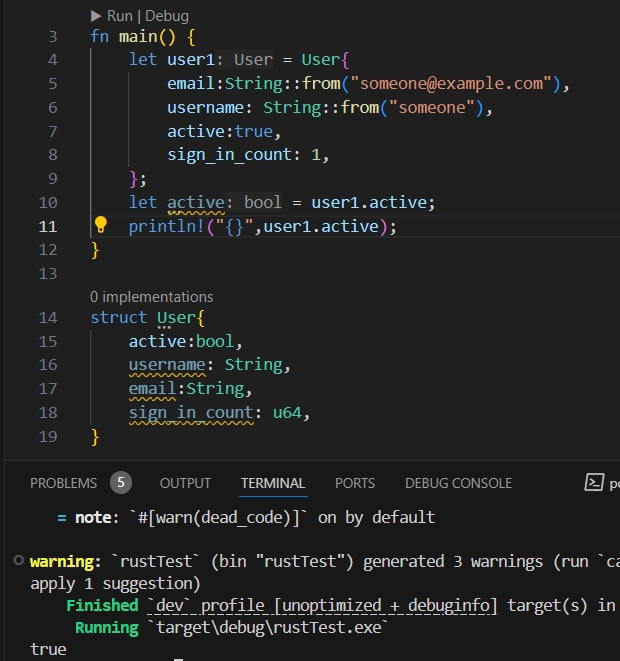 ▶ Run | Debug
3 fn main() {
4 let user1: User = User{
5 email:String::from("someone@example.com"),
6 username: String::from("someone"),
7 active:true,
8 sign_in_count: 1,
9 };
10 let active: bool = user1.active;
11 println!("{}",user1.active);
12 }
13
0 implementations
14 struct User{
15 active:bool,
16 username: String,
17 email:String,
18 sign_in_count: u64,
19 }
PROBLEMS 5 OUTPUT TERMINAL PORTS DEBUG CONSOLE
= note: `#[warn(dead_code)]` on by default
warning: `rustTest` (bin "rustTest") generated 3 warnings (run `
apply 1 suggestion)
Finished `dev` profile [unoptimized + debuginfo] target(s) in
Running `target\debug\rustTest.exe`
true